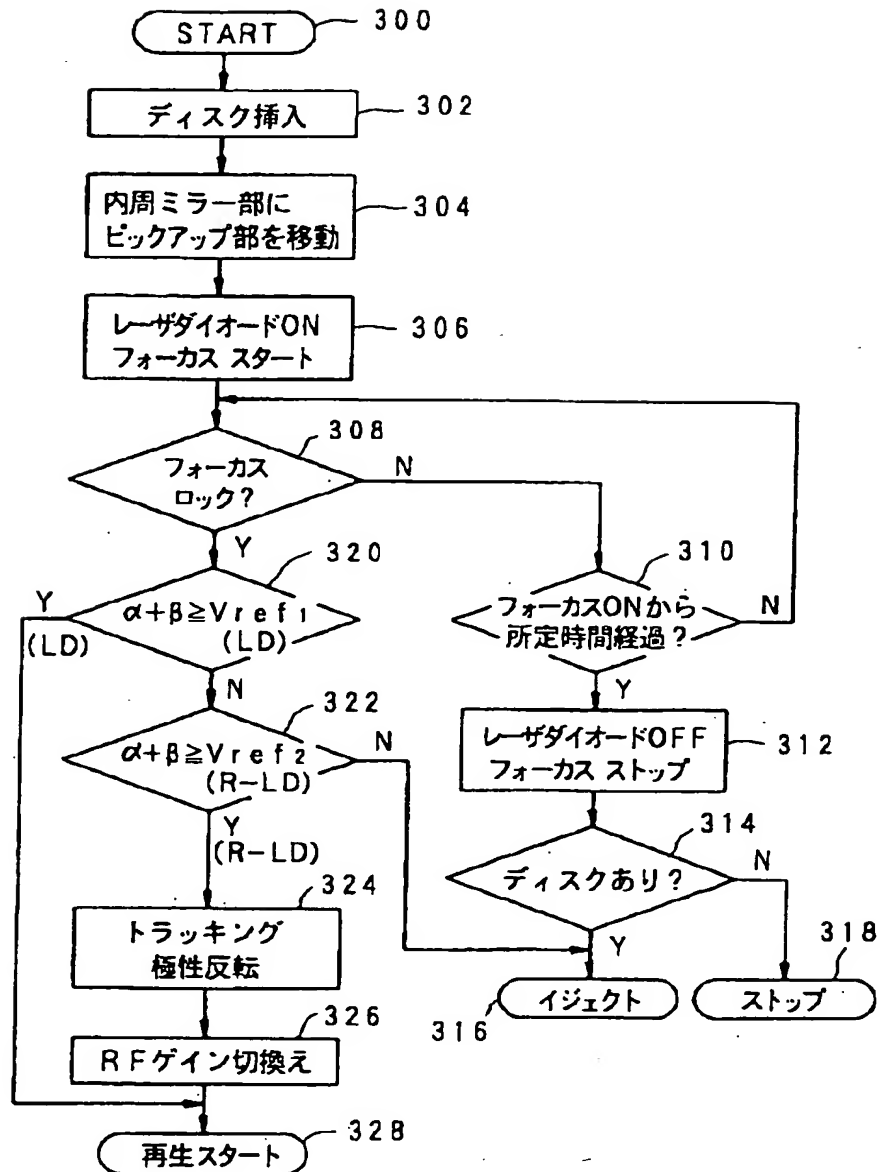 START
300
ディスク挿入
302
内周ミラー部に
ピックアップ部を移動
304
レーザダイオードON
フォーカス スタート
306
308
フォーカス
ロック?
N
Y
320
310
Y
(LD)
α+β≧Vref1
(LD)
フォーカスONから
所定時間経過?
N
N
Y
322
α+β≧Vref2
(R-LD)
N
レーザダイオードOFF
フォーカス ストップ
312
Y
(R-LD)
314
ディスクあり?
N
324
トラッキング
極性反転
Y
318
316
イジェクト
ストップ
326
RFゲイン切換え
328
再生スタート